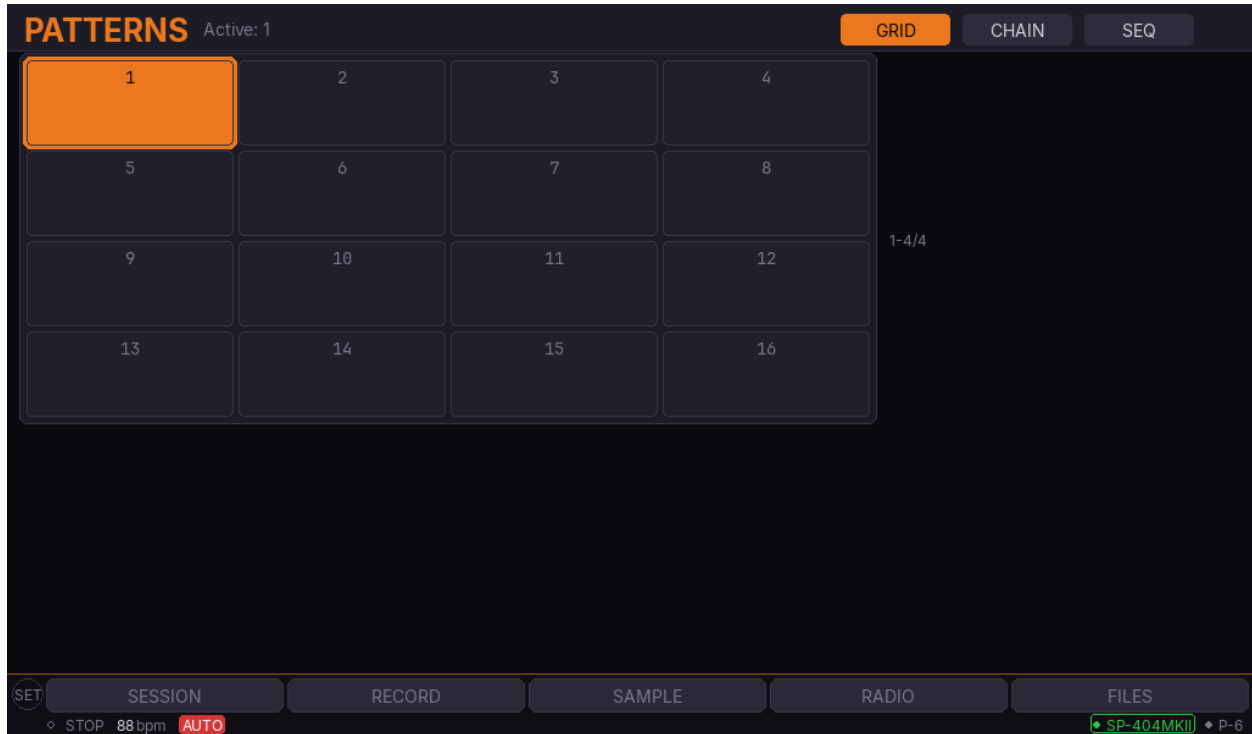 PATTERNS Active: 1 GRID CHAIN SEQ
1 2 3 4
5 6 7 8
1-4/4
9 10 11 12
13 14 15 16
SET SESSION RECORD SAMPLE RADIO FILES
STOP 88 bpm AUTO SP-404MKII P-6